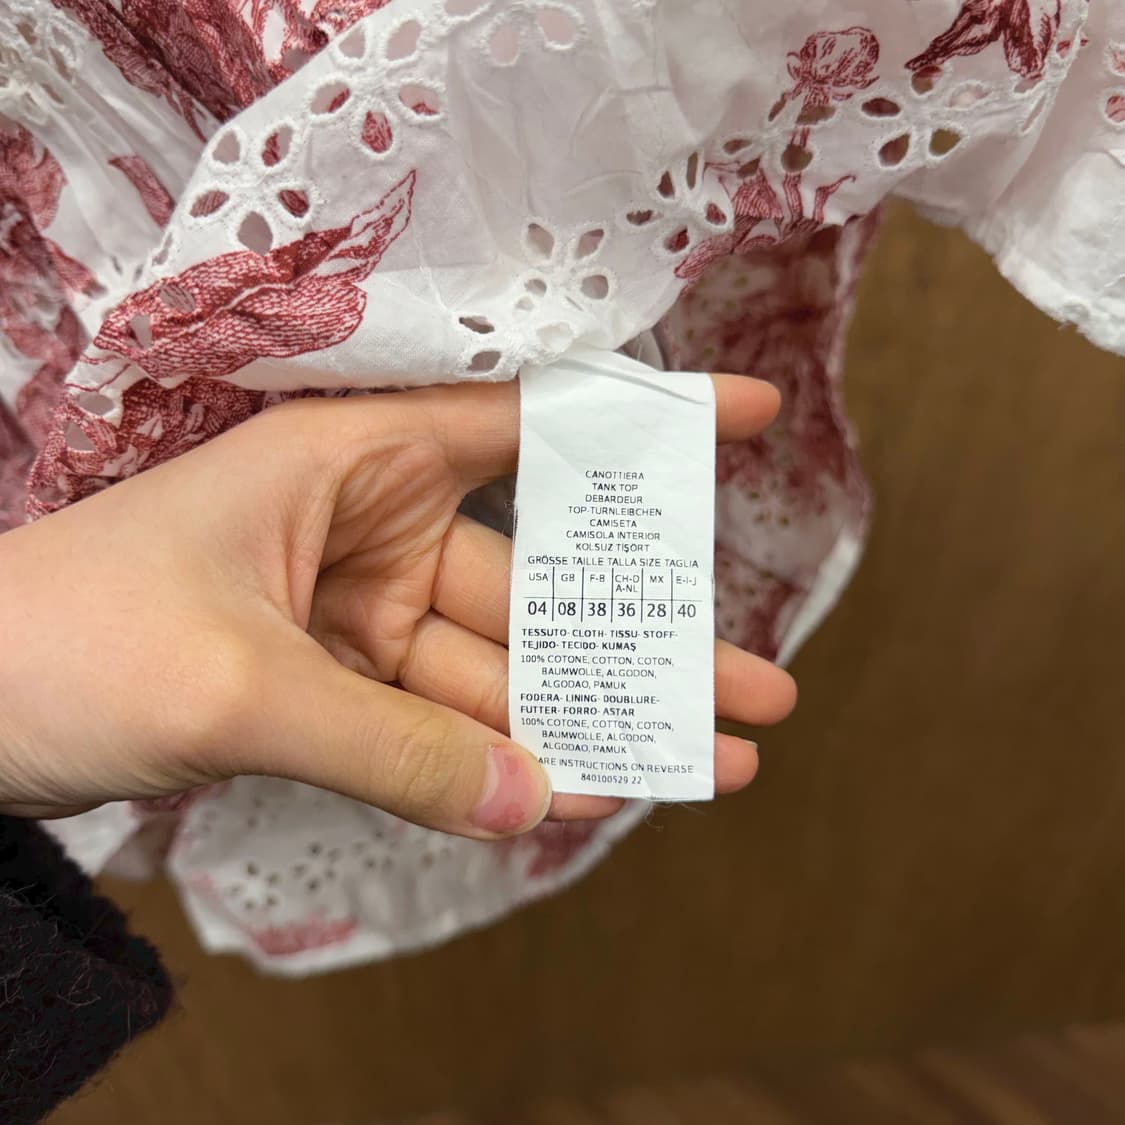 CANOTTIERA
TANK TOP
DEBARDEUR
TOP-TURNLEIBCHEN
CAMISETA
CAMISOLA INTERIOR
KOLSUZ TİŞORT
GRÖSSE TAILLE TALLA SIZE TAGLIA
USA GB F-B CH-D A-NL MX E-I-J
04 08 38 36 28 40
TESSUTO- CLOTH- TISSU- STOFF-
TEJIDO- TECIDO- KUMAŞ
100% COTONE, COTTON, COTON,
BAUMWOLLE, ALGODON,
ALGODAO, PAMUK
FODERA- LINING- DOUBLURE-
FUTTER- FORRO- ASTAR
100% COTONE, COTTON, COTON,
BAUMWOLLE, ALGODON,
ALGODAO, PAMUK
ARE INSTRUCTIONS ON REVERSE
840100529 22